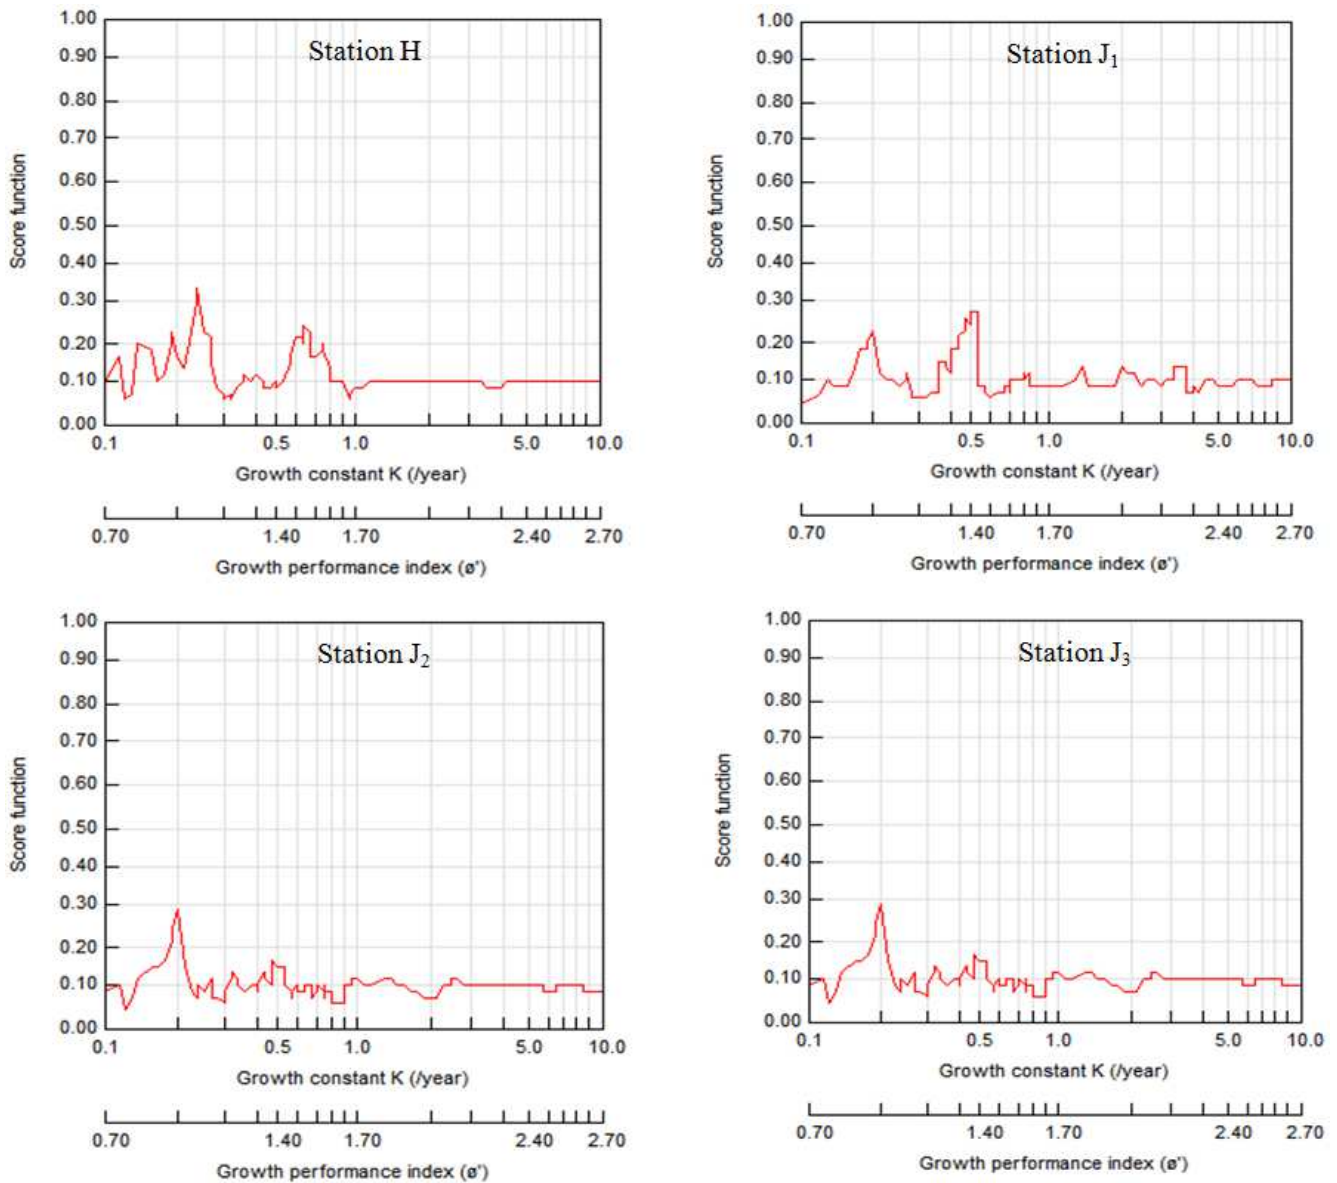 Station H
Score function
1.00
0.90
0.80
0.70
0.60
0.50
0.40
0.30
0.20
0.10
0.00
0.1 0.5 1.0 5.0 10.0
Growth constant K (/year)
0.70 1.40 1.70 2.40 2.70
Growth performance index (ø')
Station J1
Score function
1.00
0.90
0.80
0.70
0.60
0.50
0.40
0.30
0.20
0.10
0.00
0.1 0.5 1.0 5.0 10.0
Growth constant K (/year)
0.70 1.40 1.70 2.40 2.70
Growth performance index (ø')
Station J2
Score function
1.00
0.90
0.80
0.70
0.60
0.50
0.40
0.30
0.20
0.10
0.00
0.1 0.5 1.0 5.0 10.0
Growth constant K (/year)
0.70 1.40 1.70 2.40 2.70
Growth performance index (ø')
Station J3
Score function
1.00
0.90
0.80
0.70
0.60
0.50
0.40
0.30
0.20
0.10
0.00
0.1 0.5 1.0 5.0 10.0
Growth constant K (/year)
0.70 1.40 1.70 2.40 2.70
Growth performance index (ø')